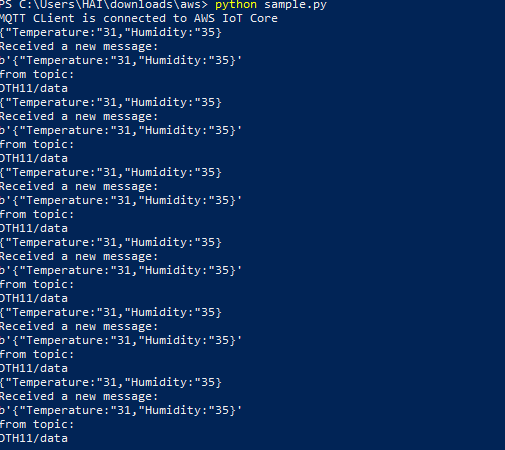 PS C:\Users\HAI\downloads\aws> python sample.py
MQTT CLient is connected to AWS IoT Core
{"Temperature:"31,"Humidity:"35}
Received a new message:
b'{"Temperature:"31,"Humidity:"35}'
from topic:
DTH11/data
{"Temperature:"31,"Humidity:"35}
Received a new message:
b'{"Temperature:"31,"Humidity:"35}'
from topic:
DTH11/data
{"Temperature:"31,"Humidity:"35}
Received a new message:
b'{"Temperature:"31,"Humidity:"35}'
from topic:
DTH11/data
{"Temperature:"31,"Humidity:"35}
Received a new message:
b'{"Temperature:"31,"Humidity:"35}'
from topic:
DTH11/data
{"Temperature:"31,"Humidity:"35}
Received a new message:
b'{"Temperature:"31,"Humidity:"35}'
from topic:
DTH11/data
{"Temperature:"31,"Humidity:"35}
Received a new message:
b'{"Temperature:"31,"Humidity:"35}'
from topic:
DTH11/data